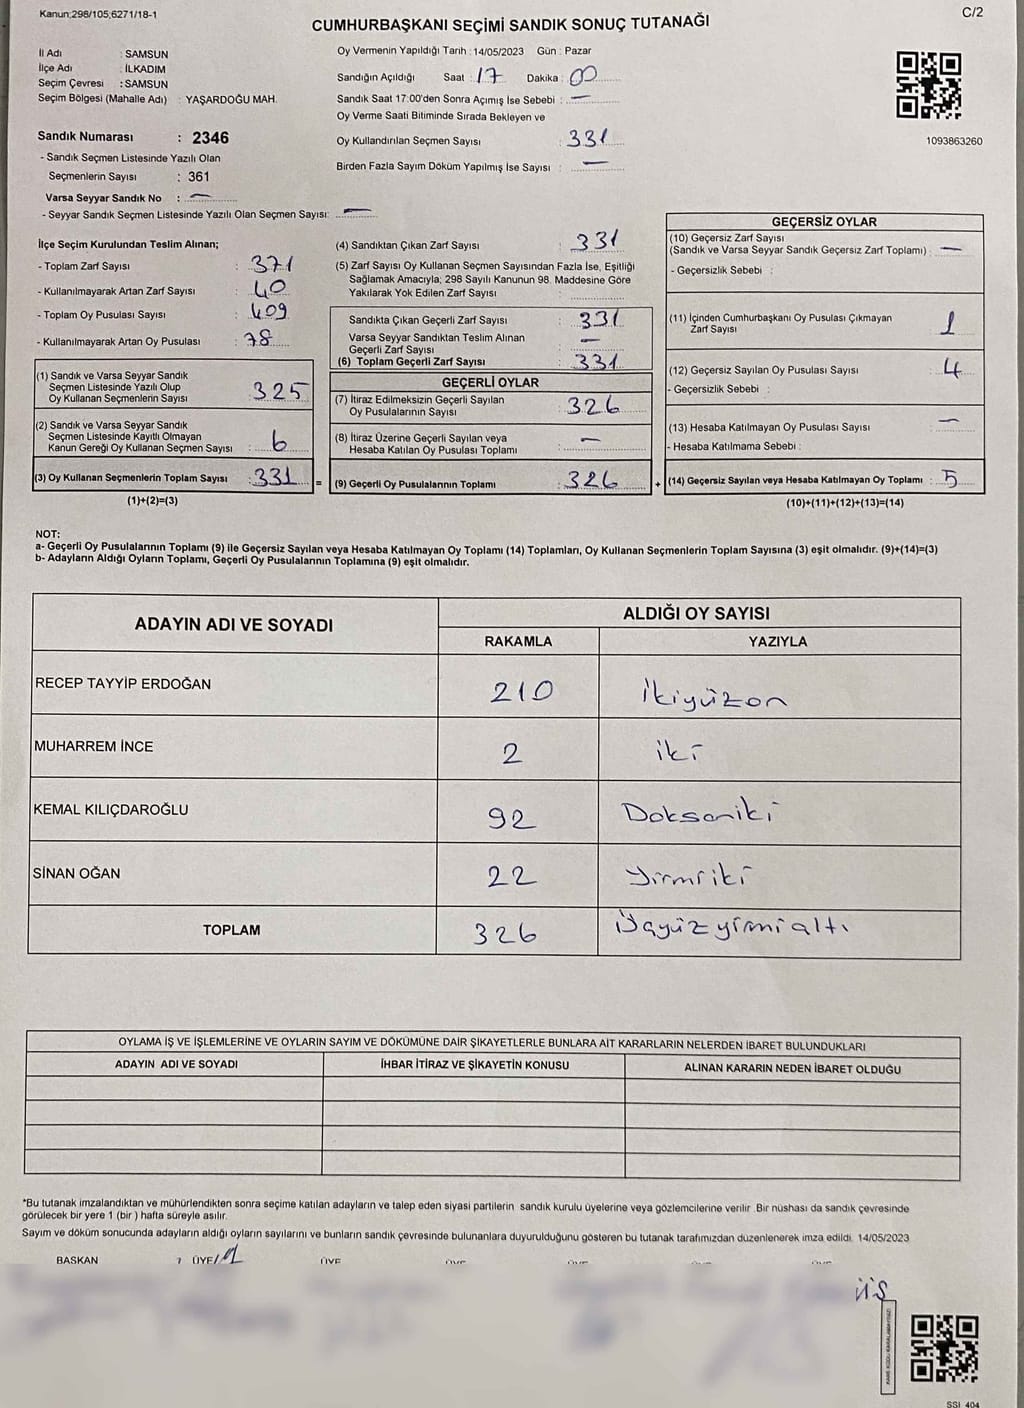 Kanun;298/105;6271/18-1
C/2
CUMHURBAŞKANI SEÇİMİ SANDIK SONUÇ TUTANAĞI
İl Adı : SAMSUN
İlçe Adı : İLKADIM
Seçim Çevresi : SAMSUN
Seçim Bölgesi (Mahalle Adı) : YAŞARDOĞU MAH.
Sandık Numarası : 2346
- Sandık Seçmen Listesinde Yazılı Olan
Seçmenlerin Sayısı : 361
Varsa Seyyar Sandık No : —
- Seyyar Sandık Seçmen Listesinde Yazılı Olan Seçmen Sayısı: —
Oy Vermenin Yapıldığı Tarih : 14/05/2023 Gün : Pazar
Sandığın Açıldığı Saat : 17 Dakika : 00
Sandık Saat 17:00'den Sonra Açımış İse Sebebi : —
Oy Verme Saati Bitiminde Sırada Bekleyen ve
Oy Kullandırılan Seçmen Sayısı : 331
Birden Fazla Sayım Döküm Yapılmış İse Sayısı : —
1093863260
İlçe Seçim Kurulundan Teslim Alınan;
- Toplam Zarf Sayısı : 371
- Kullanılmayarak Artan Zarf Sayısı : 40
- Toplam Oy Pusulası Sayısı : 409
- Kullanılmayarak Artan Oy Pusulası : 78
(1) Sandık ve Varsa Seyyar Sandık
Seçmen Listesinde Yazılı Olup
Oy Kullanan Seçmenlerin Sayısı : 325
(2) Sandık ve Varsa Seyyar Sandık
Seçmen Listesinde Kayıtlı Olmayan
Kanun Gereği Oy Kullanan Seçmen Sayısı : 6
(3) Oy Kullanan Seçmenlerin Toplam Sayısı : 331 =
(1)+(2)=(3)
(4) Sandıktan Çıkan Zarf Sayısı : 331
(5) Zarf Sayısı Oy Kullanan Seçmen Sayısından Fazla İse, Eşitliği
Sağlamak Amacıyla; 298 Sayılı Kanunun 98. Maddesine Göre
Yakılarak Yok Edilen Zarf Sayısı :
Sandıkta Çıkan Geçerli Zarf Sayısı : 331
Varsa Seyyar Sandıktan Teslim Alınan
Geçerli Zarf Sayısı : —
(6) Toplam Geçerli Zarf Sayısı : 331
GEÇERLİ OYLAR
(7) İtiraz Edilmeksizin Geçerli Sayılan
Oy Pusulalarının Sayısı : 326
(8) İtiraz Üzerine Geçerli Sayılan veya
Hesaba Katılan Oy Pusulası Toplamı : —
(9) Geçerli Oy Pusulalarının Toplamı : 326 +
GEÇERSİZ OYLAR
(10) Geçersiz Zarf Sayısı
(Sandık ve Varsa Seyyar Sandık Geçersiz Zarf Toplamı) : —
- Geçersizlik Sebebi :
(11) İçinden Cumhurbaşkanı Oy Pusulası Çıkmayan
Zarf Sayısı : 1
(12) Geçersiz Sayılan Oy Pusulası Sayısı : 4
- Geçersizlik Sebebi :
(13) Hesaba Katılmayan Oy Pusulası Sayısı : —
- Hesaba Katılmama Sebebi :
(14) Geçersiz Sayılan veya Hesaba Katılmayan Oy Toplamı : 5
(10)+(11)+(12)+(13)=(14)
NOT:
a- Geçerli Oy Pusulalarının Toplamı (9) ile Geçersiz Sayılan veya Hesaba Katılmayan Oy Toplamı (14) Toplamları, Oy Kullanan Seçmenlerin Toplam Sayısına (3) eşit olmalıdır. (9)+(14)=(3)
b- Adayların Aldığı Oyların Toplamı, Geçerli Oy Pusulalarının Toplamına (9) eşit olmalıdır.
ADAYIN ADI VE SOYADI ALDIĞI OY SAYISI
RAKAMLA YAZIYLA
RECEP TAYYİP ERDOĞAN 210 İkiyüzon
MUHARREM İNCE 2 iki
KEMAL KILIÇDAROĞLU 92 Doksaniki
SİNAN OĞAN 22 Yirmiiki
TOPLAM 326 Üçyüzyirmialtı
OYLAMA İŞ VE İŞLEMLERİNE VE OYLARIN SAYIM VE DÖKÜMÜNE DAİR ŞİKAYETLERLE BUNLARA AİT KARARLARIN NELERDEN İBARET BULUNDUKLARI
ADAYIN ADI VE SOYADI İHBAR İTİRAZ VE ŞİKAYETİN KONUSU ALINAN KARARIN NEDEN İBARET OLDUĞU
*Bu tutanak imzalandıktan ve mühürlendikten sonra seçime katılan adayların ve talep eden siyasi partilerin sandık kurulu üyelerine veya gözlemcilerine verilir .Bir nüshası da sandık çevresinde
görülecek bir yere 1 (bir ) hafta süreyle asılır.
Sayım ve döküm sonucunda adayların aldığı oyların sayılarını ve bunların sandık çevresinde bulunanlara duyurulduğunu gösteren bu tutanak tarafımızdan düzenlenerek imza edildi. 14/05/2023
BAŞKAN ÜYE ÜYE ÜYE ÜYE ÜYE ÜYE
SSI 404